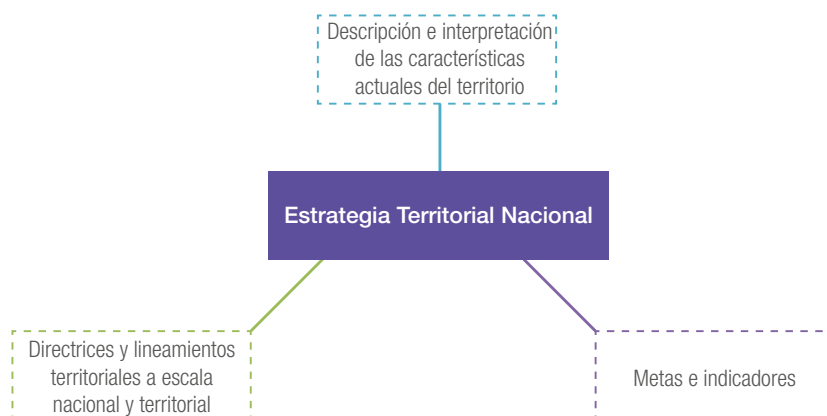 Descripción e interpretación
de las características
actuales del territorio
Estrategia Territorial Nacional
Directrices y lineamientos
territoriales a escala
nacional y territorial
Metas e indicadores